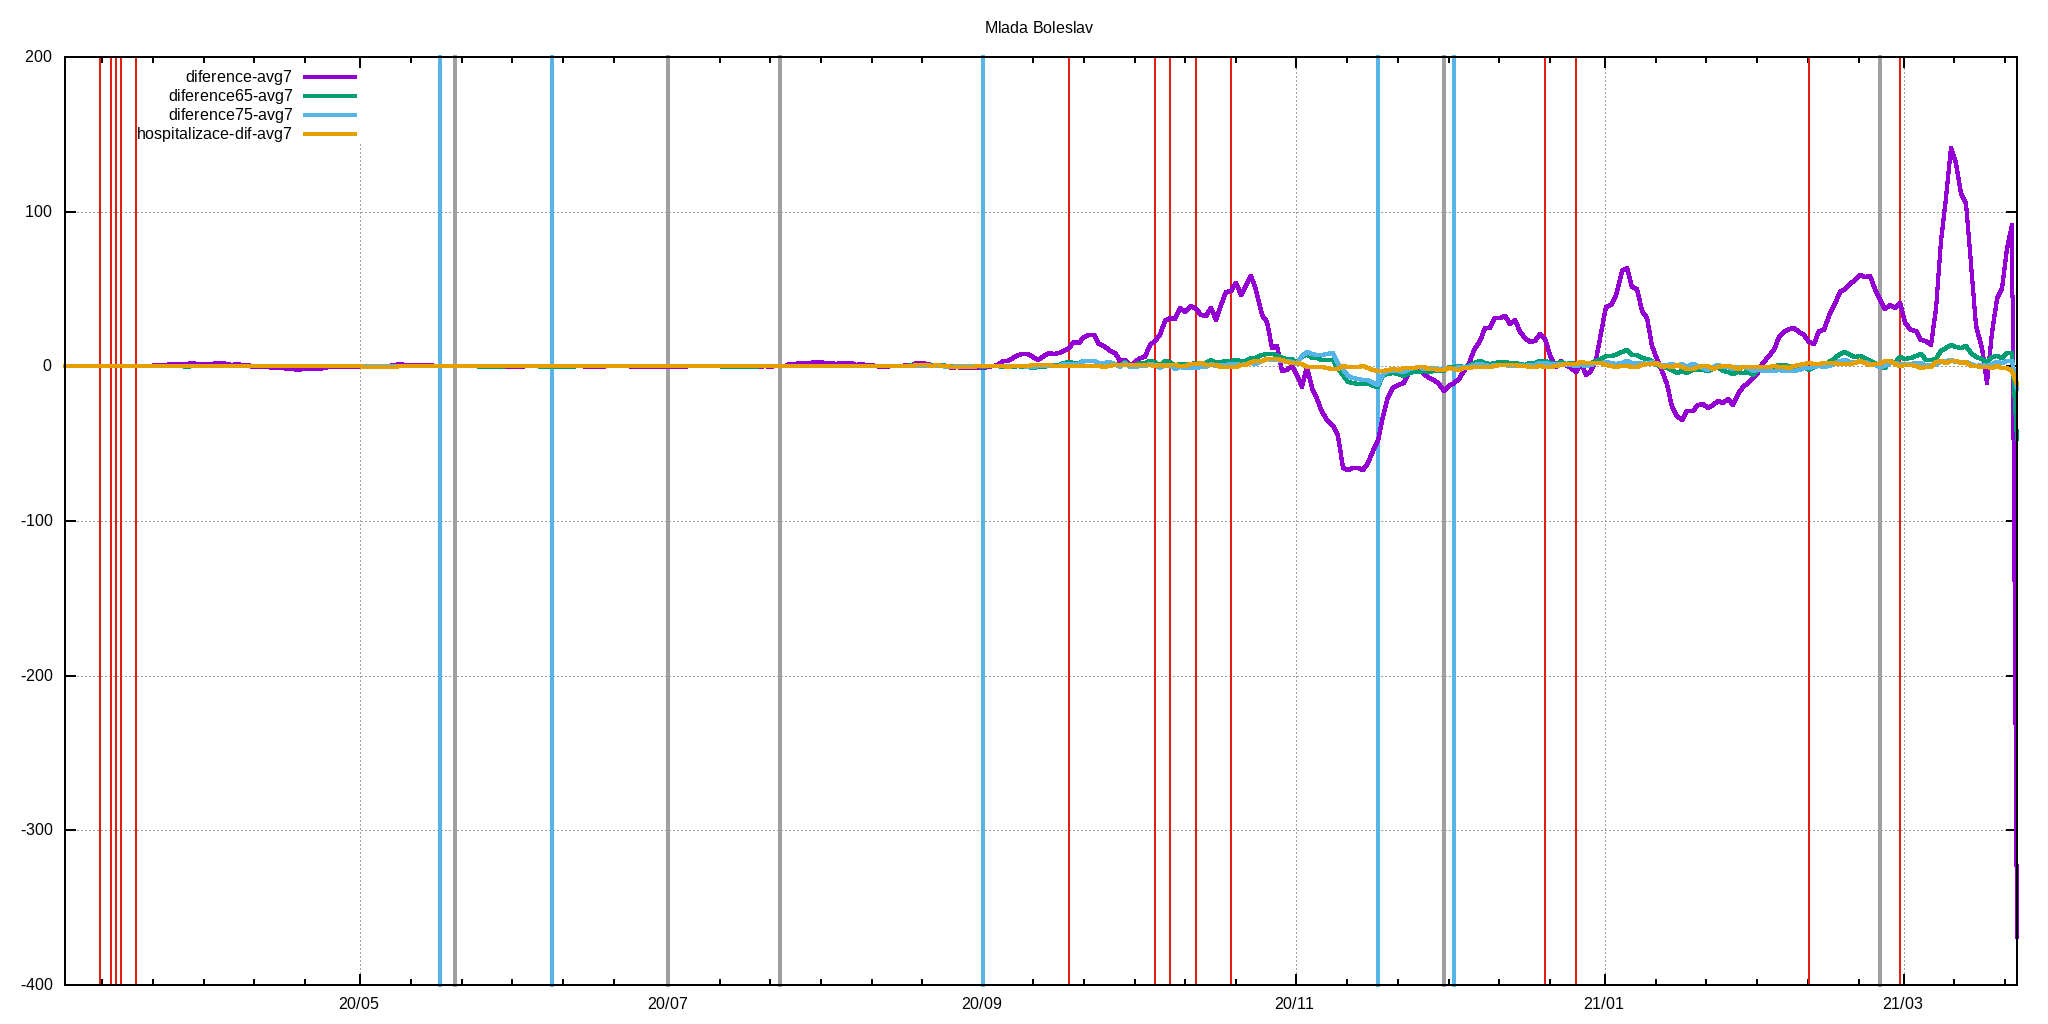 Mlada Boleslav
200
diference-avg7
diference65-avg7
diference75-avg7
hospitalizace-dif-avg7
100
0
-100
-200
-300
-400
20/05
20/07
20/09
20/11
21/01
21/03